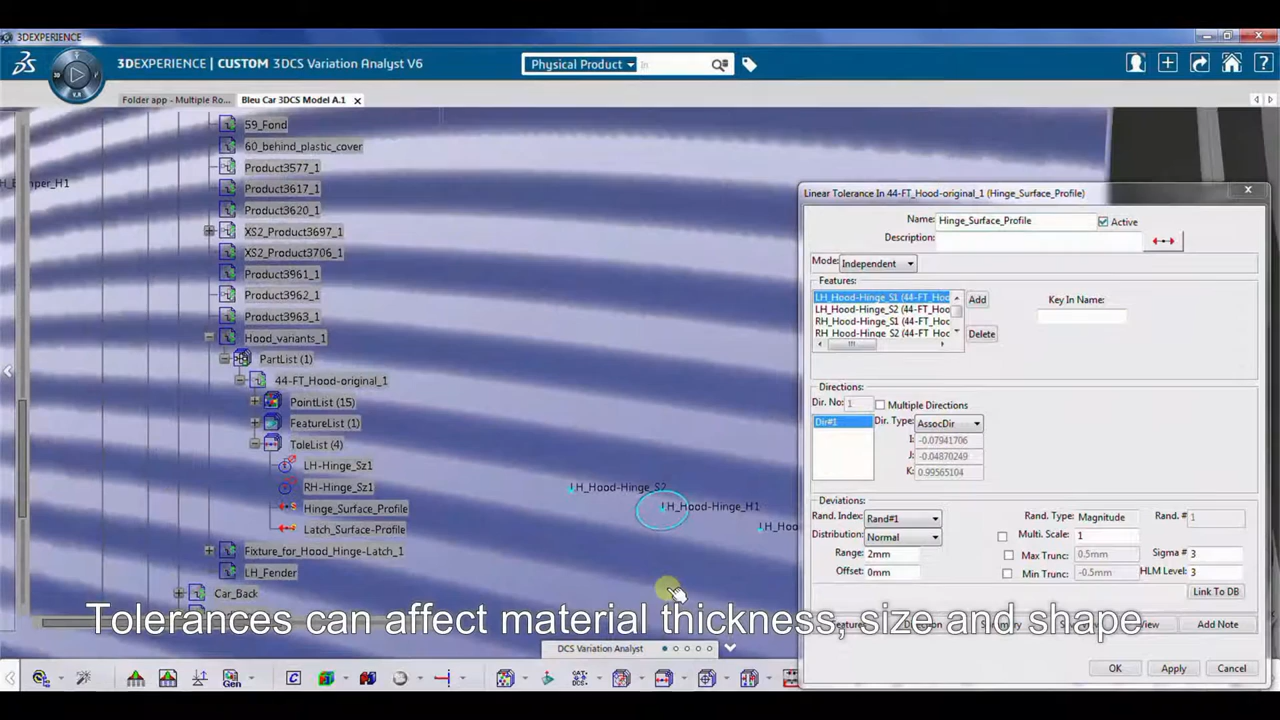 3DEXPERIENCE
3DEXPERIENCE | CUSTOM 3DCS Variation Analyst V6
Physical Product
in
Folder app - Multiple Ro...
Bleu Car 3DCS Model A.1
59_Fond
60_behind_plastic_cover
Product3577_1
Product3617_1
Product3620_1
XS2_Product3697_1
XS2_Product3706_1
Product3961_1
Product3962_1
Product3963_1
Hood_variants_1
PartList (1)
44-FT_Hood-original_1
PointList (15)
FeatureList (1)
ToleList (4)
LH-Hinge_Sz1
RH-Hinge_Sz1
Hinge_Surface_Profile
Latch_Surface-Profile
Fixture_for_Hood_Hinge-Latch_1
LH_Fender
Car_Back
LH_Hood-Hinge_S2
LH_Hood-Hinge_H1
LH_Hoo
Linear Tolerance In 44-FT_Hood-original_1 (Hinge_Surface_Profile)
Name: Hinge_Surface_Profile Active
Description:
Mode: Independent
Features:
LH_Hood-Hinge_S1 (44-FT_Hoo
LH_Hood-Hinge_S2 (44-FT_Hoo
RH_Hood-Hinge_S1 (44-FT_Hoo
RH_Hood-Hinge_S2 (44-FT_Hoo
Add
Delete
Key In Name:
Directions:
Dir. No: 1 Multiple Directions
Dir#1
Dir. Type: AssocDir
I: -0.07941706
J: -0.04870249
K: 0.99565104
Deviations:
Rand. Index: Rand#1 Rand. Type: Magnitude Rand. # 1
Distribution: Normal Multi. Scale: 1
Range: 2mm Max Trunc: 0.5mm Sigma # 3
Offset: 0mm Min Trunc: -0.5mm HLM Level: 3
Link To DB
View Add Note
Tolerances can affect material thickness, size and shape
DCS Variation Analyst
OK Apply Cancel
Gen